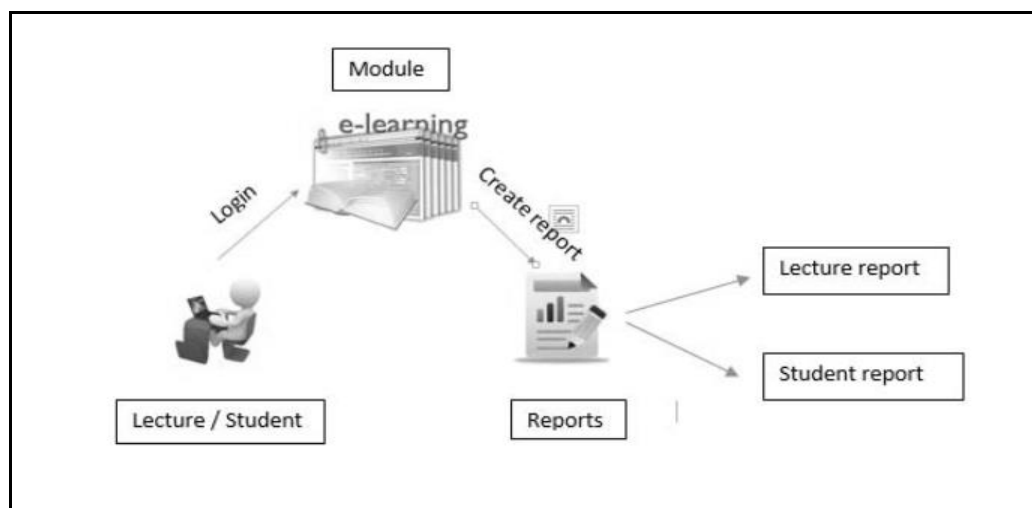 Module
e-learning
Login
Create report
Lecture report
Student report
Lecture / Student
Reports